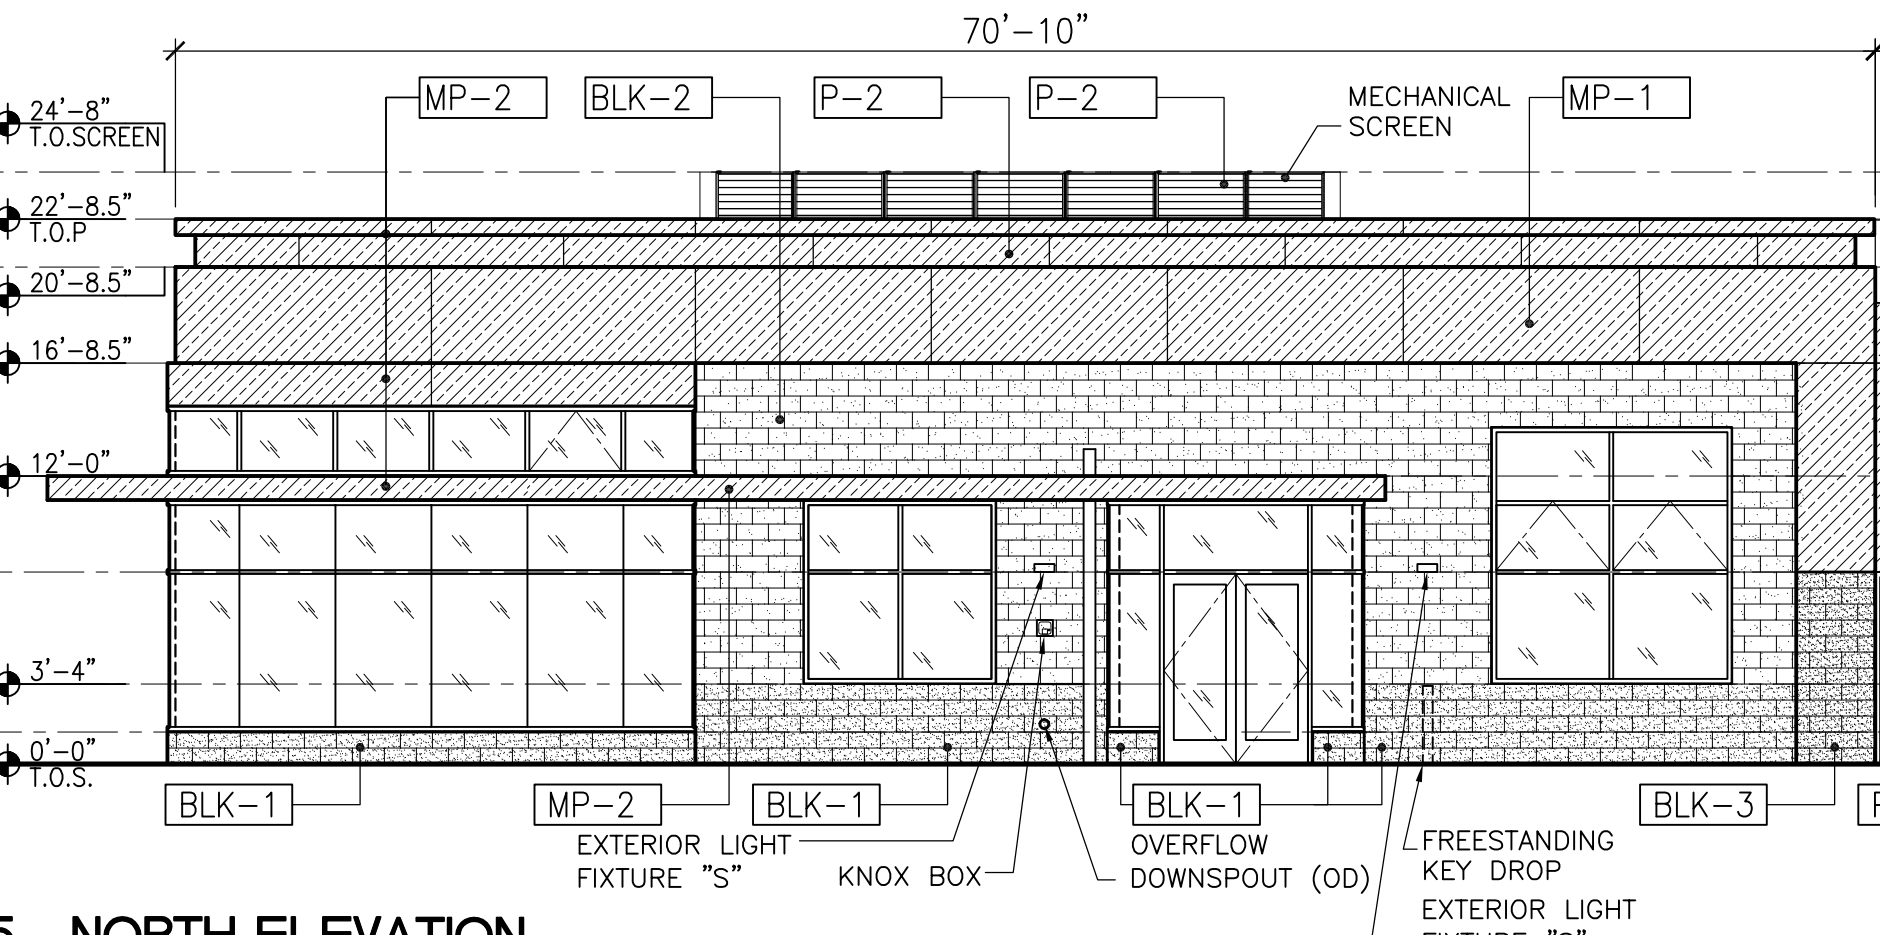 70'-10"
MP-2
BLK-2
P-2
P-2
MECHANICAL
SCREEN
MP-1
24'-8"
T.O.SCREEN
22'-8.5"
T.O.P
20'-8.5"
16'-8.5"
12'-0"
3'-4"
0'-0"
T.O.S.
BLK-1
MP-2
BLK-1
BLK-1
BLK-3
EXTERIOR LIGHT
FIXTURE "S"
KNOX BOX
OVERFLOW
DOWNSPOUT (OD)
FREESTANDING
KEY DROP
EXTERIOR LIGHT
FIXTURE "S"
5 NORTH ELEVATION